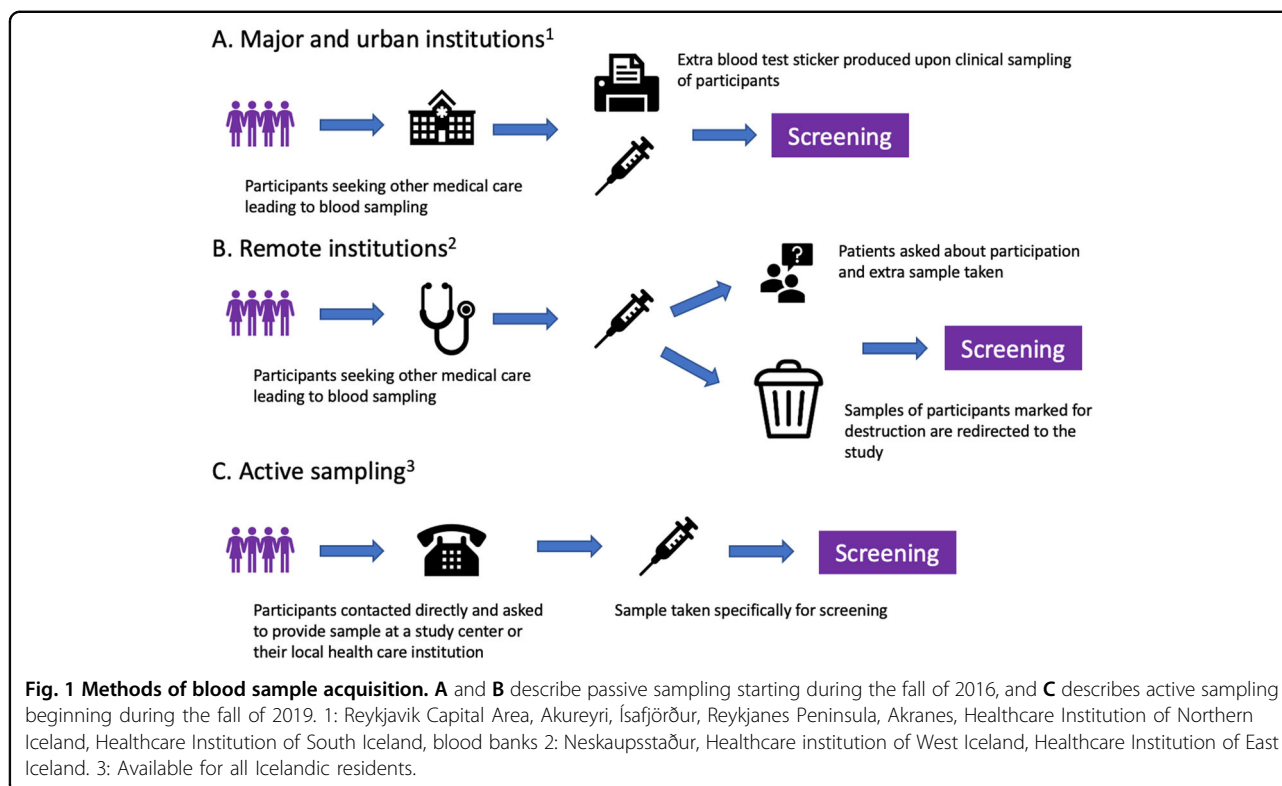 A. Major and urban institutions¹
Extra blood test sticker produced upon clinical sampling
of participants
Screening
Participants seeking other medical care
leading to blood sampling
B. Remote institutions²
?
Patients asked about participation
and extra sample taken
Screening
Participants seeking other medical care
leading to blood sampling
Samples of participants marked for
destruction are redirected to the
study
C. Active sampling³
Screening
Participants contacted directly and asked
to provide sample at a study center or
their local health care institution
Sample taken specifically for screening
Fig. 1 Methods of blood sample acquisition. A and B describe passive sampling starting during the fall of 2016, and C describes active sampling
beginning during the fall of 2019. 1: Reykjavik Capital Area, Akureyri, Ísafjörður, Reykjanes Peninsula, Akranes, Healthcare Institution of Northern
Iceland, Healthcare Institution of South Iceland, blood banks 2: Neskaupsstaður, Healthcare institution of West Iceland, Healthcare Institution of East
Iceland. 3: Available for all Icelandic residents.